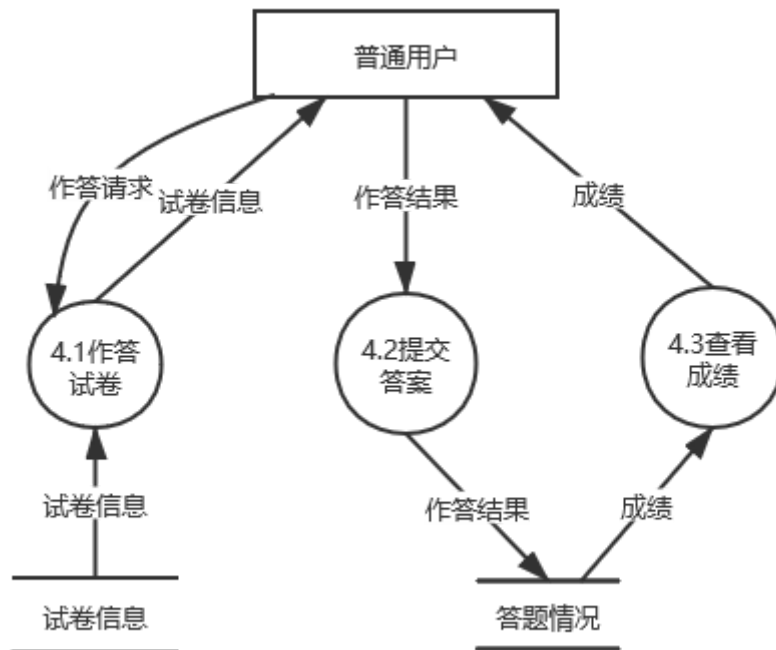 普通用户
作答请求
试卷信息
作答结果
成绩
4.1作答
试卷
4.2提交
答案
4.3查看
成绩
试卷信息
作答结果
成绩
试卷信息
答题情况